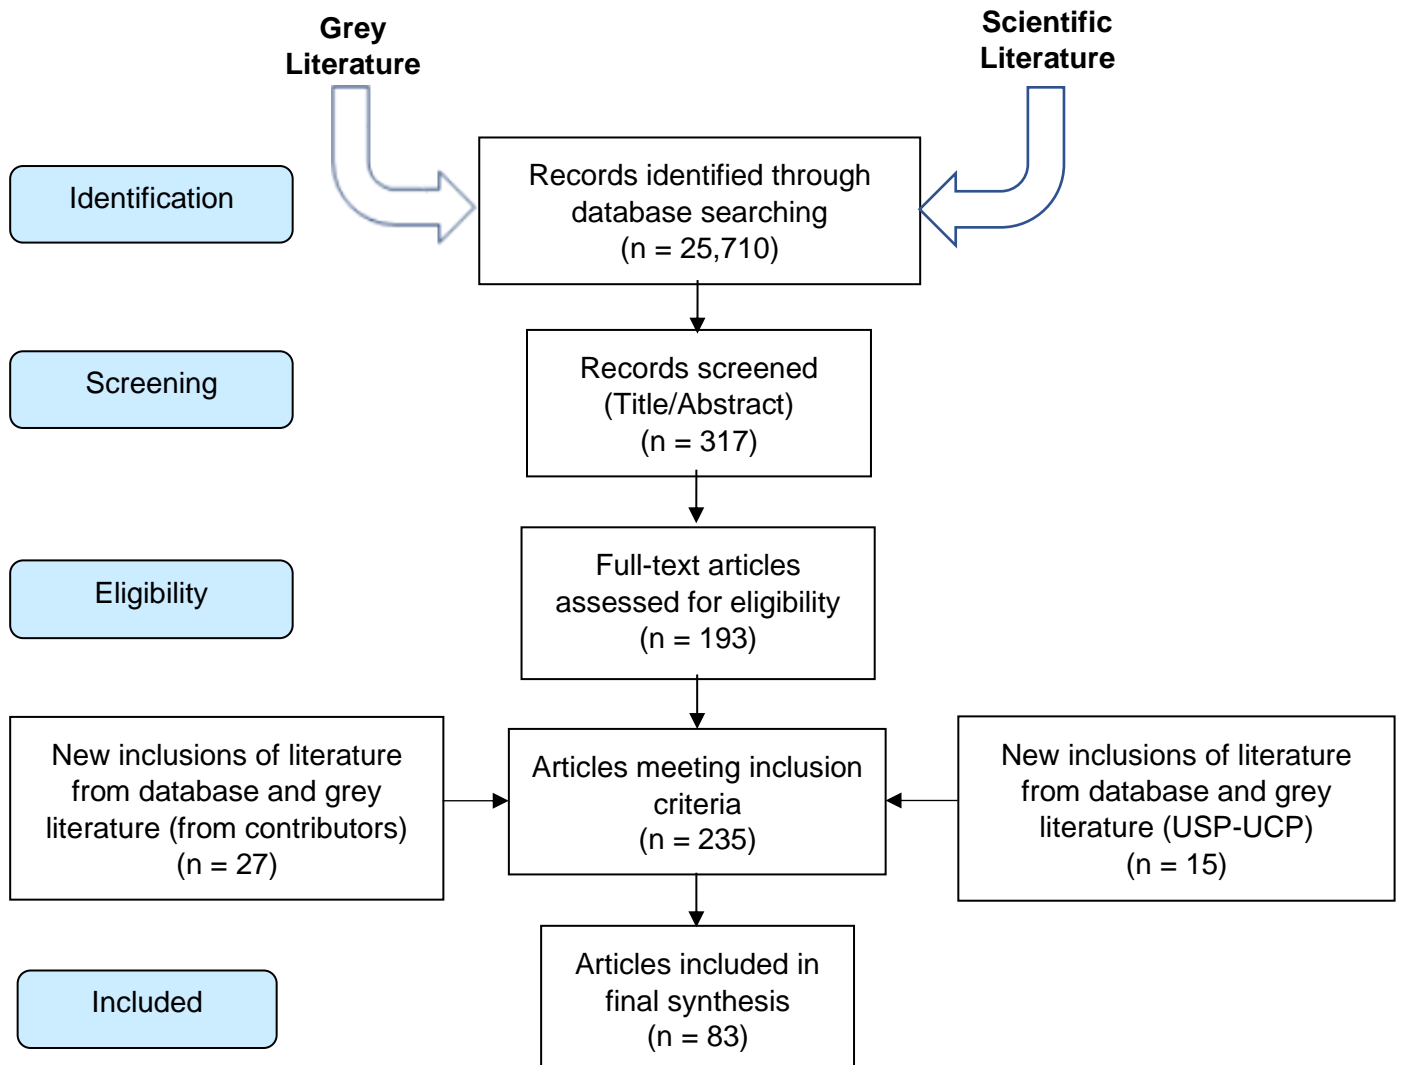 Grey
Literature
Scientific
Literature
Identification
Records identified through
database searching
(n = 25,710)
Screening
Records screened
(Title/Abstract)
(n = 317)
Eligibility
Full-text articles
assessed for eligibility
(n = 193)
New inclusions of literature
from database and grey
literature (from contributors)
(n = 27)
Articles meeting inclusion
criteria
(n = 235)
New inclusions of literature
from database and grey
literature (USP-UCP)
(n = 15)
Included
Articles included in
final synthesis
(n = 83)